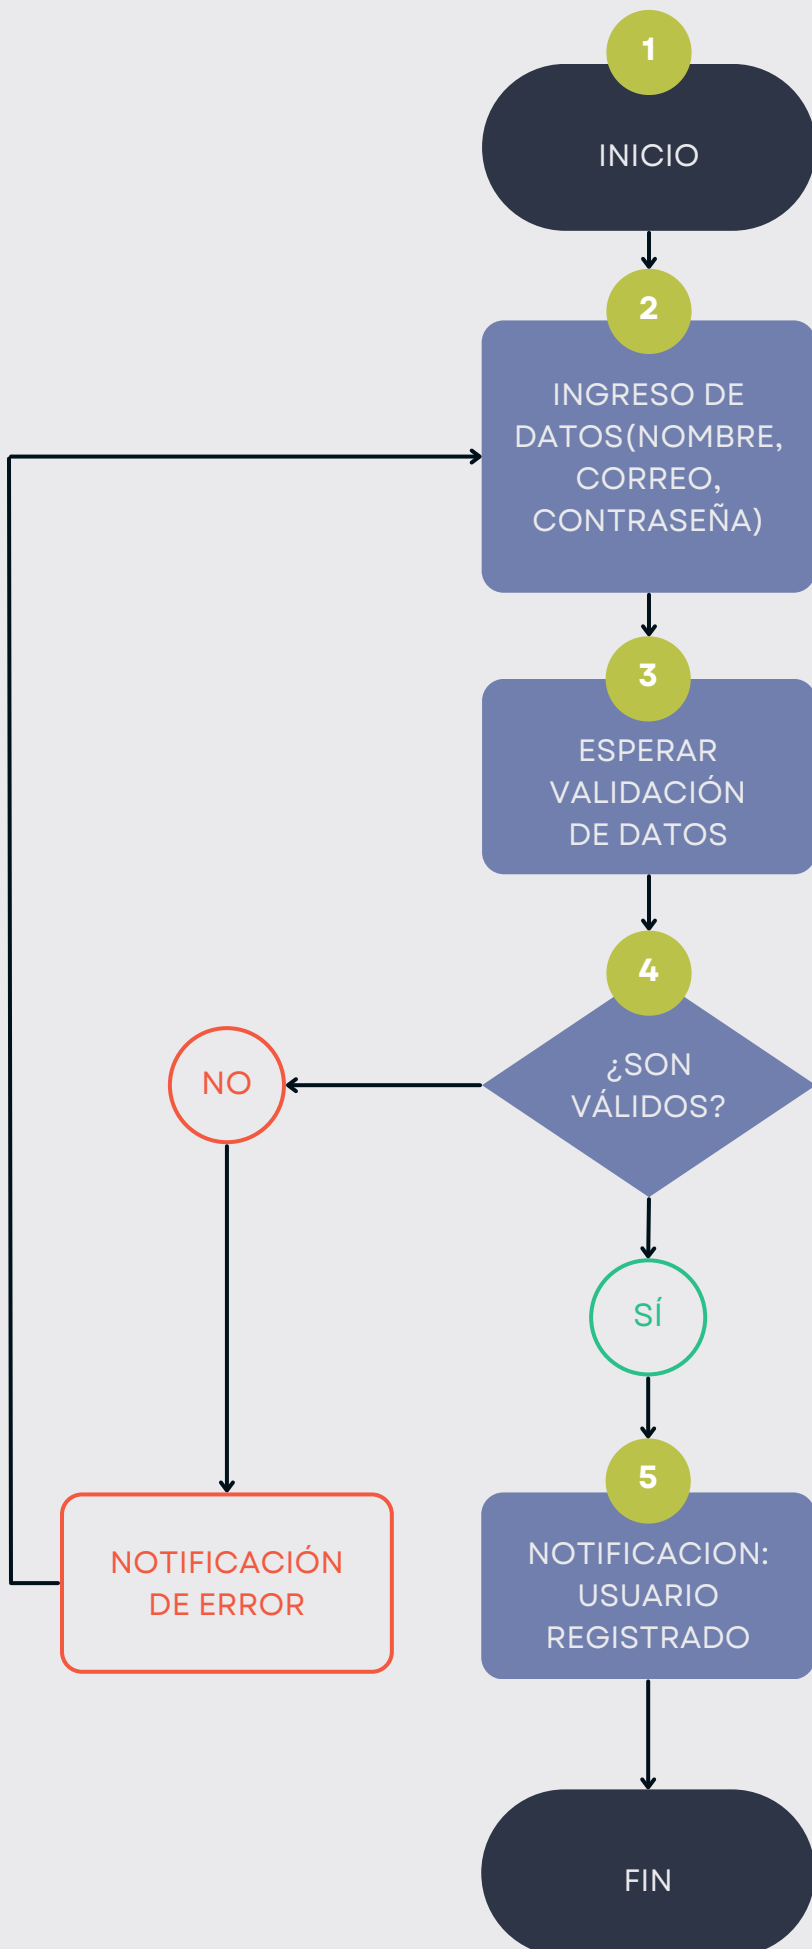 1
INICIO
2
INGRESO DE
DATOS(NOMBRE,
CORREO,
CONTRASEÑA)
3
ESPERAR
VALIDACIÓN
DE DATOS
4
¿SON
VÁLIDOS?
NO
SÍ
5
NOTIFICACION:
USUARIO
REGISTRADO
NOTIFICACIÓN
DE ERROR
FIN